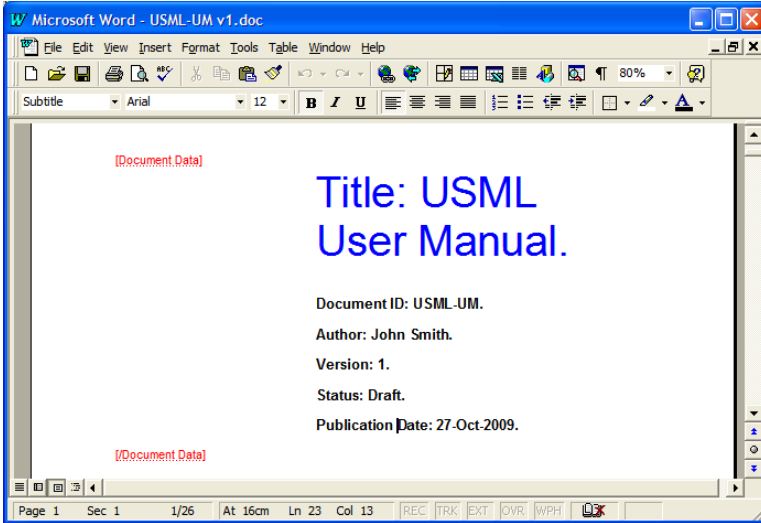 Microsoft Word - USML-UM v1.doc
File Edit View Insert Format Tools Table Window Help
ABC ¶ 80%
Subtitle Arial 12 B I U A
[Document Data]
Title: USML
User Manual.
Document ID: USML-UM.
Author: John Smith.
Version: 1.
Status: Draft.
Publication Date: 27-Oct-2009.
[/Document Data]
Page 1 Sec 1 1/26 At 16cm Ln 23 Col 13 REC TRK EXT OVR WPH